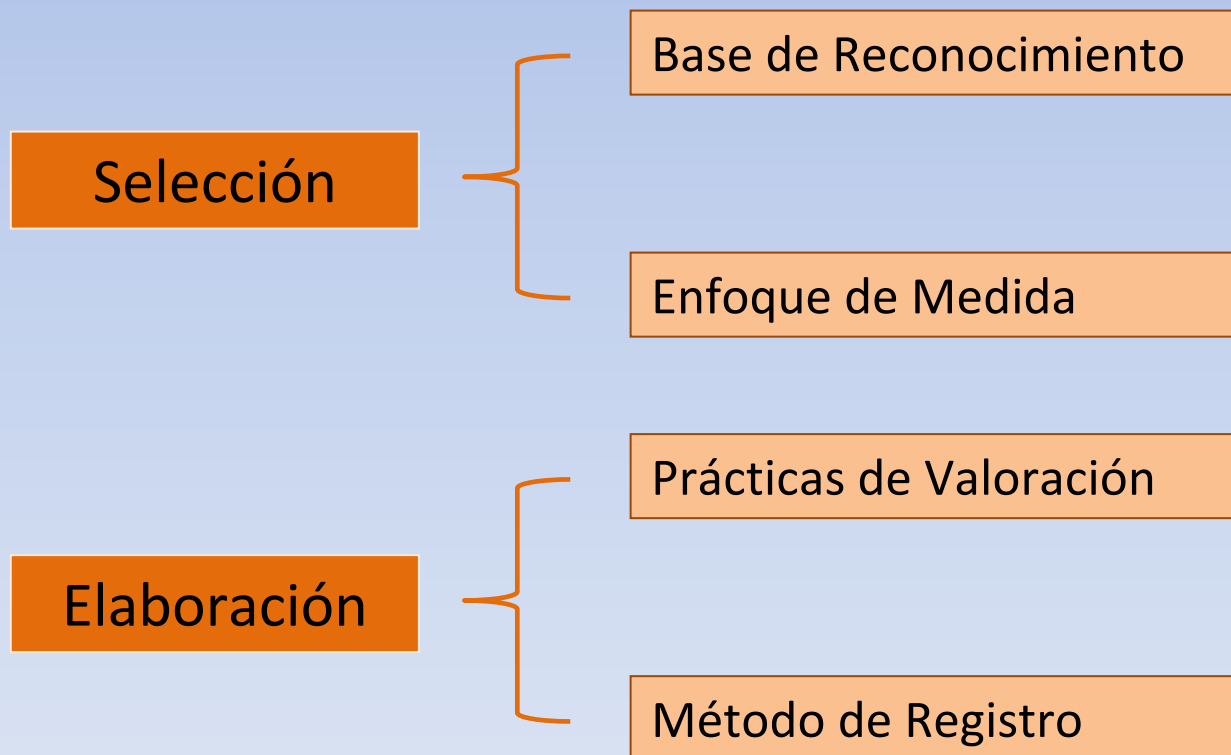 Base de Reconocimiento
Selección
Enfoque de Medida
Prácticas de Valoración
Elaboración
Método de Registro